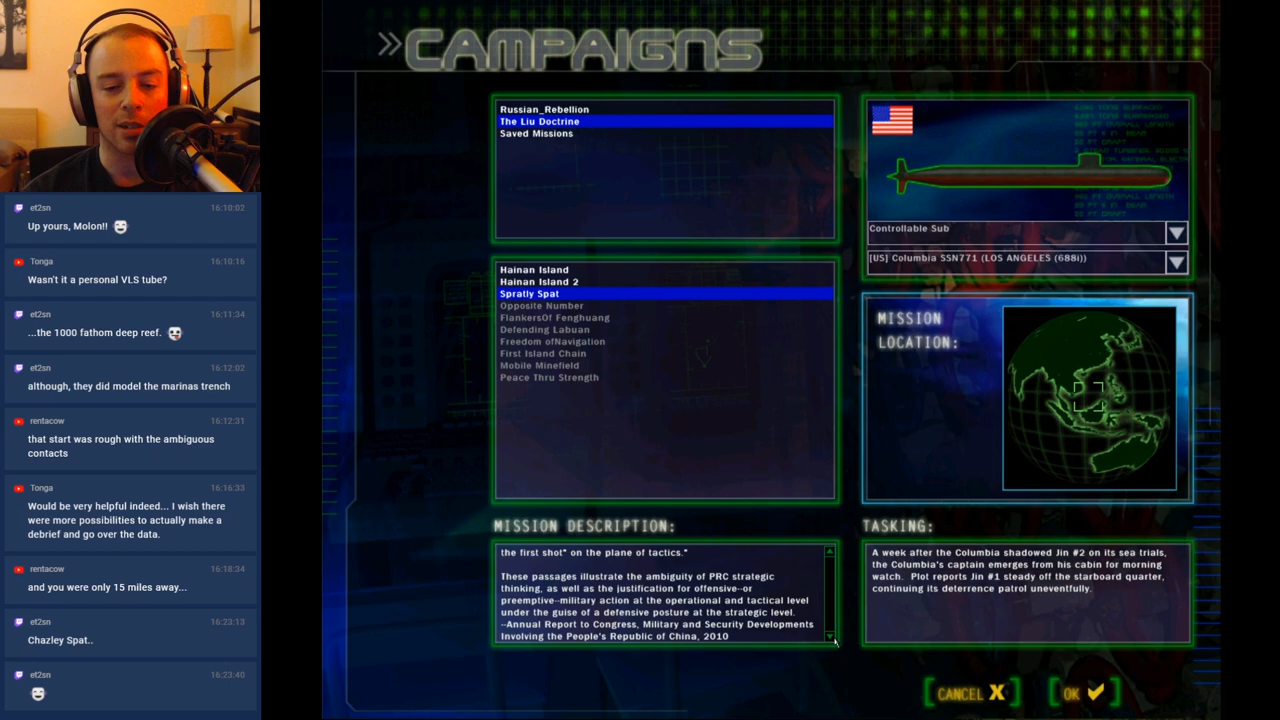 et2sn 16:10:02
Up yours, Molon!!
Tonga 16:10:16
Wasn't it a personal VLS tube?
et2sn 16:11:34
...the 1000 fathom deep reef.
et2sn 16:12:02
although, they did model the marinas trench
rentacow 16:12:31
that start was rough with the ambiguous
contacts
Tonga 16:16:33
Would be very helpful indeed... I wish there
were more possibilities to actually make a
debrief and go over the data.
rentacow 16:18:34
and you were only 15 miles away...
et2sn 16:23:13
Chazley Spat..
et2sn 16:23:40
CAMPAIGNS
Russian_Rebellion
The Liu Doctrine
Saved Missions
Hainan Island
Hainan Island 2
Spratly Spat
Opposite Number
FlankersOf Fenghuang
Defending Labuan
Freedom ofNavigation
First Island Chain
Mobile Minefield
Peace Thru Strength
Controllable Sub
[US] Columbia SSN771 (LOS ANGELES (688i))
MISSION
LOCATION:
MISSION DESCRIPTION:
the first shot" on the plane of tactics."
These passages illustrate the ambiguity of PRC strategic
thinking, as well as the justification for offensive--or
preemptive--military action at the operational and tactical level
under the guise of a defensive posture at the strategic level.
--Annual Report to Congress, Military and Security Developments
Involving the People's Republic of China, 2010
TASKING:
A week after the Columbia shadowed Jin #2 on its sea trials,
the Columbia's captain emerges from his cabin for morning
watch. Plot reports Jin #1 steady off the starboard quarter,
continuing its deterrence patrol uneventfully.
CANCEL X
OK